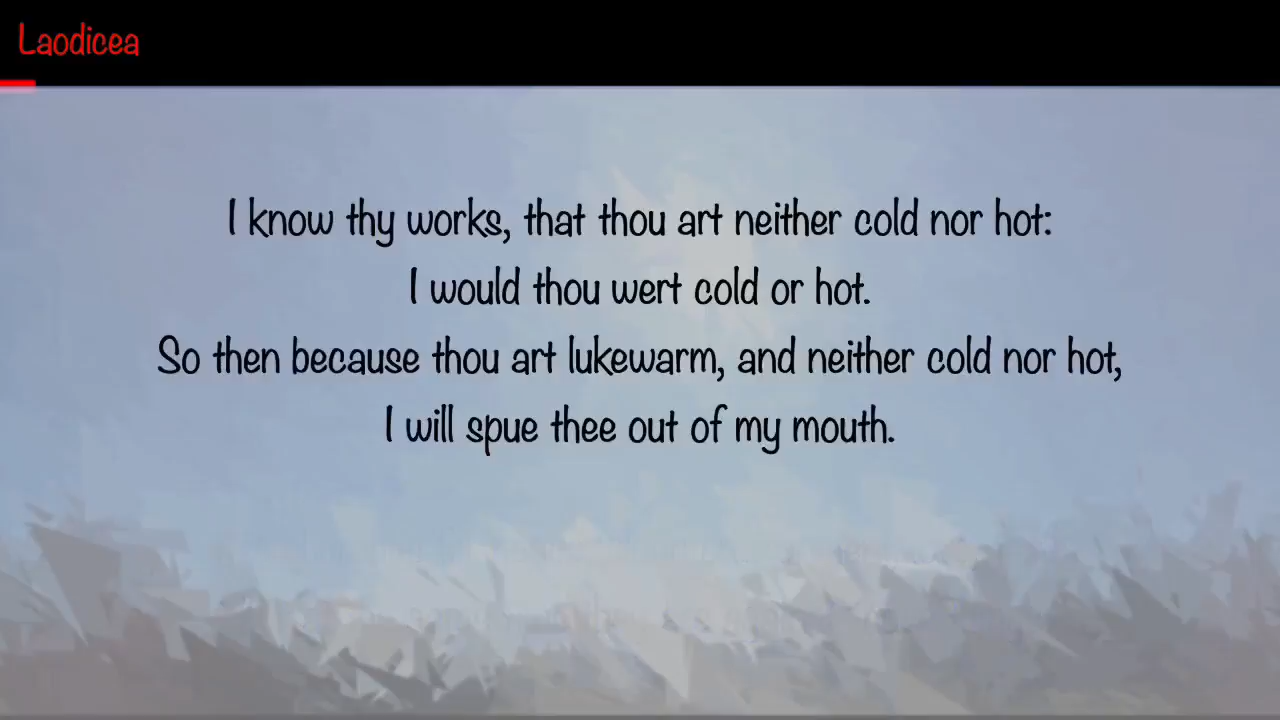 Laodicea
I know thy works, that thou art neither cold nor hot:
I would thou wert cold or hot.
So then because thou art lukewarm, and neither cold nor hot,
I will spue thee out of my mouth.